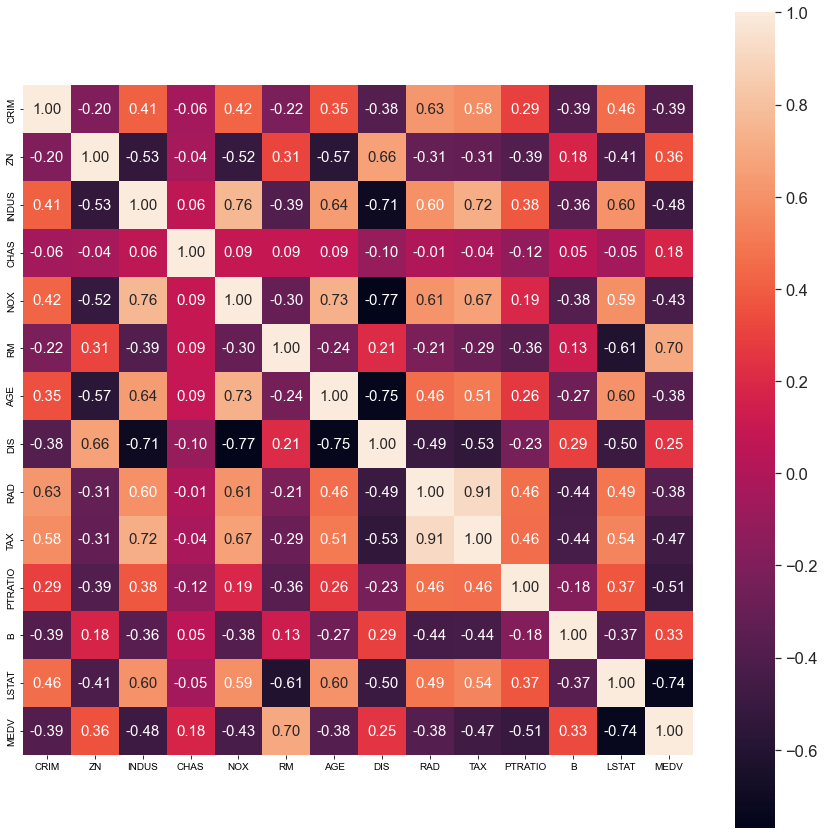 CRIM 1.00 -0.20 0.41 -0.06 0.42 -0.22 0.35 -0.38 0.63 0.58 0.29 -0.39 0.46 -0.39
ZN -0.20 1.00 -0.53 -0.04 -0.52 0.31 -0.57 0.66 -0.31 -0.31 -0.39 0.18 -0.41 0.36
INDUS 0.41 -0.53 1.00 0.06 0.76 -0.39 0.64 -0.71 0.60 0.72 0.38 -0.36 0.60 -0.48
CHAS -0.06 -0.04 0.06 1.00 0.09 0.09 0.09 -0.10 -0.01 -0.04 -0.12 0.05 -0.05 0.18
NOX 0.42 -0.52 0.76 0.09 1.00 -0.30 0.73 -0.77 0.61 0.67 0.19 -0.38 0.59 -0.43
RM -0.22 0.31 -0.39 0.09 -0.30 1.00 -0.24 0.21 -0.21 -0.29 -0.36 0.13 -0.61 0.70
AGE 0.35 -0.57 0.64 0.09 0.73 -0.24 1.00 -0.75 0.46 0.51 0.26 -0.27 0.60 -0.38
DIS -0.38 0.66 -0.71 -0.10 -0.77 0.21 -0.75 1.00 -0.49 -0.53 -0.23 0.29 -0.50 0.25
RAD 0.63 -0.31 0.60 -0.01 0.61 -0.21 0.46 -0.49 1.00 0.91 0.46 -0.44 0.49 -0.38
TAX 0.58 -0.31 0.72 -0.04 0.67 -0.29 0.51 -0.53 0.91 1.00 0.46 -0.44 0.54 -0.47
PTRATIO 0.29 -0.39 0.38 -0.12 0.19 -0.36 0.26 -0.23 0.46 0.46 1.00 -0.18 0.37 -0.51
B -0.39 0.18 -0.36 0.05 -0.38 0.13 -0.27 0.29 -0.44 -0.44 -0.18 1.00 -0.37 0.33
LSTAT 0.46 -0.41 0.60 -0.05 0.59 -0.61 0.60 -0.50 0.49 0.54 0.37 -0.37 1.00 -0.74
MEDV -0.39 0.36 -0.48 0.18 -0.43 0.70 -0.38 0.25 -0.38 -0.47 -0.51 0.33 -0.74 1.00
CRIM ZN INDUS CHAS NOX RM AGE DIS RAD TAX PTRATIO B LSTAT MEDV
1.0
0.8
0.6
0.4
0.2
0.0
−0.2
−0.4
−0.6